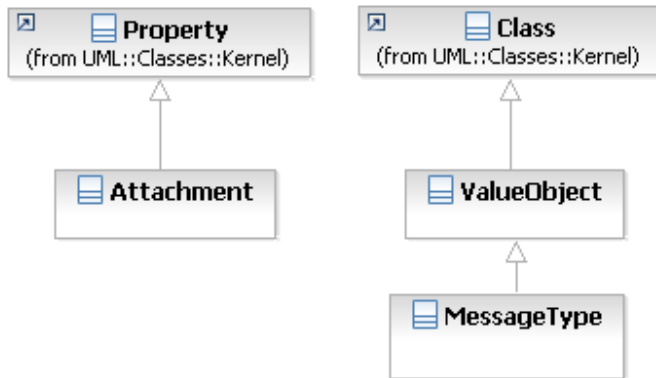 Property
(from UML::Classes::Kernel)
Class
(from UML::Classes::Kernel)
Attachment
ValueObject
MessageType